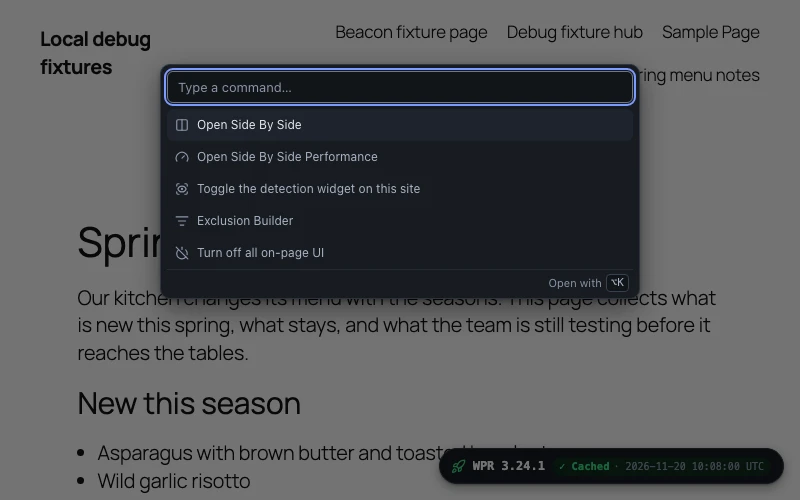 Local debug
fixtures
Beacon fixture page Debug fixture hub Sample Page
ring menu notes
Type a command...
Open Side By Side
Open Side By Side Performance
Toggle the detection widget on this site
Exclusion Builder
Turn off all on-page UI
Open with ⌥K
Sprin
Our kitchen changes its menu with the seasons. This page collects what
is new this spring, what stays, and what the team is still testing before it
reaches the tables.
New this season
Asparagus with brown butter and toasted
Wild garlic risotto
WPR 3.24.1 ✓ Cached · 2026-11-20 10:08:00 UTC